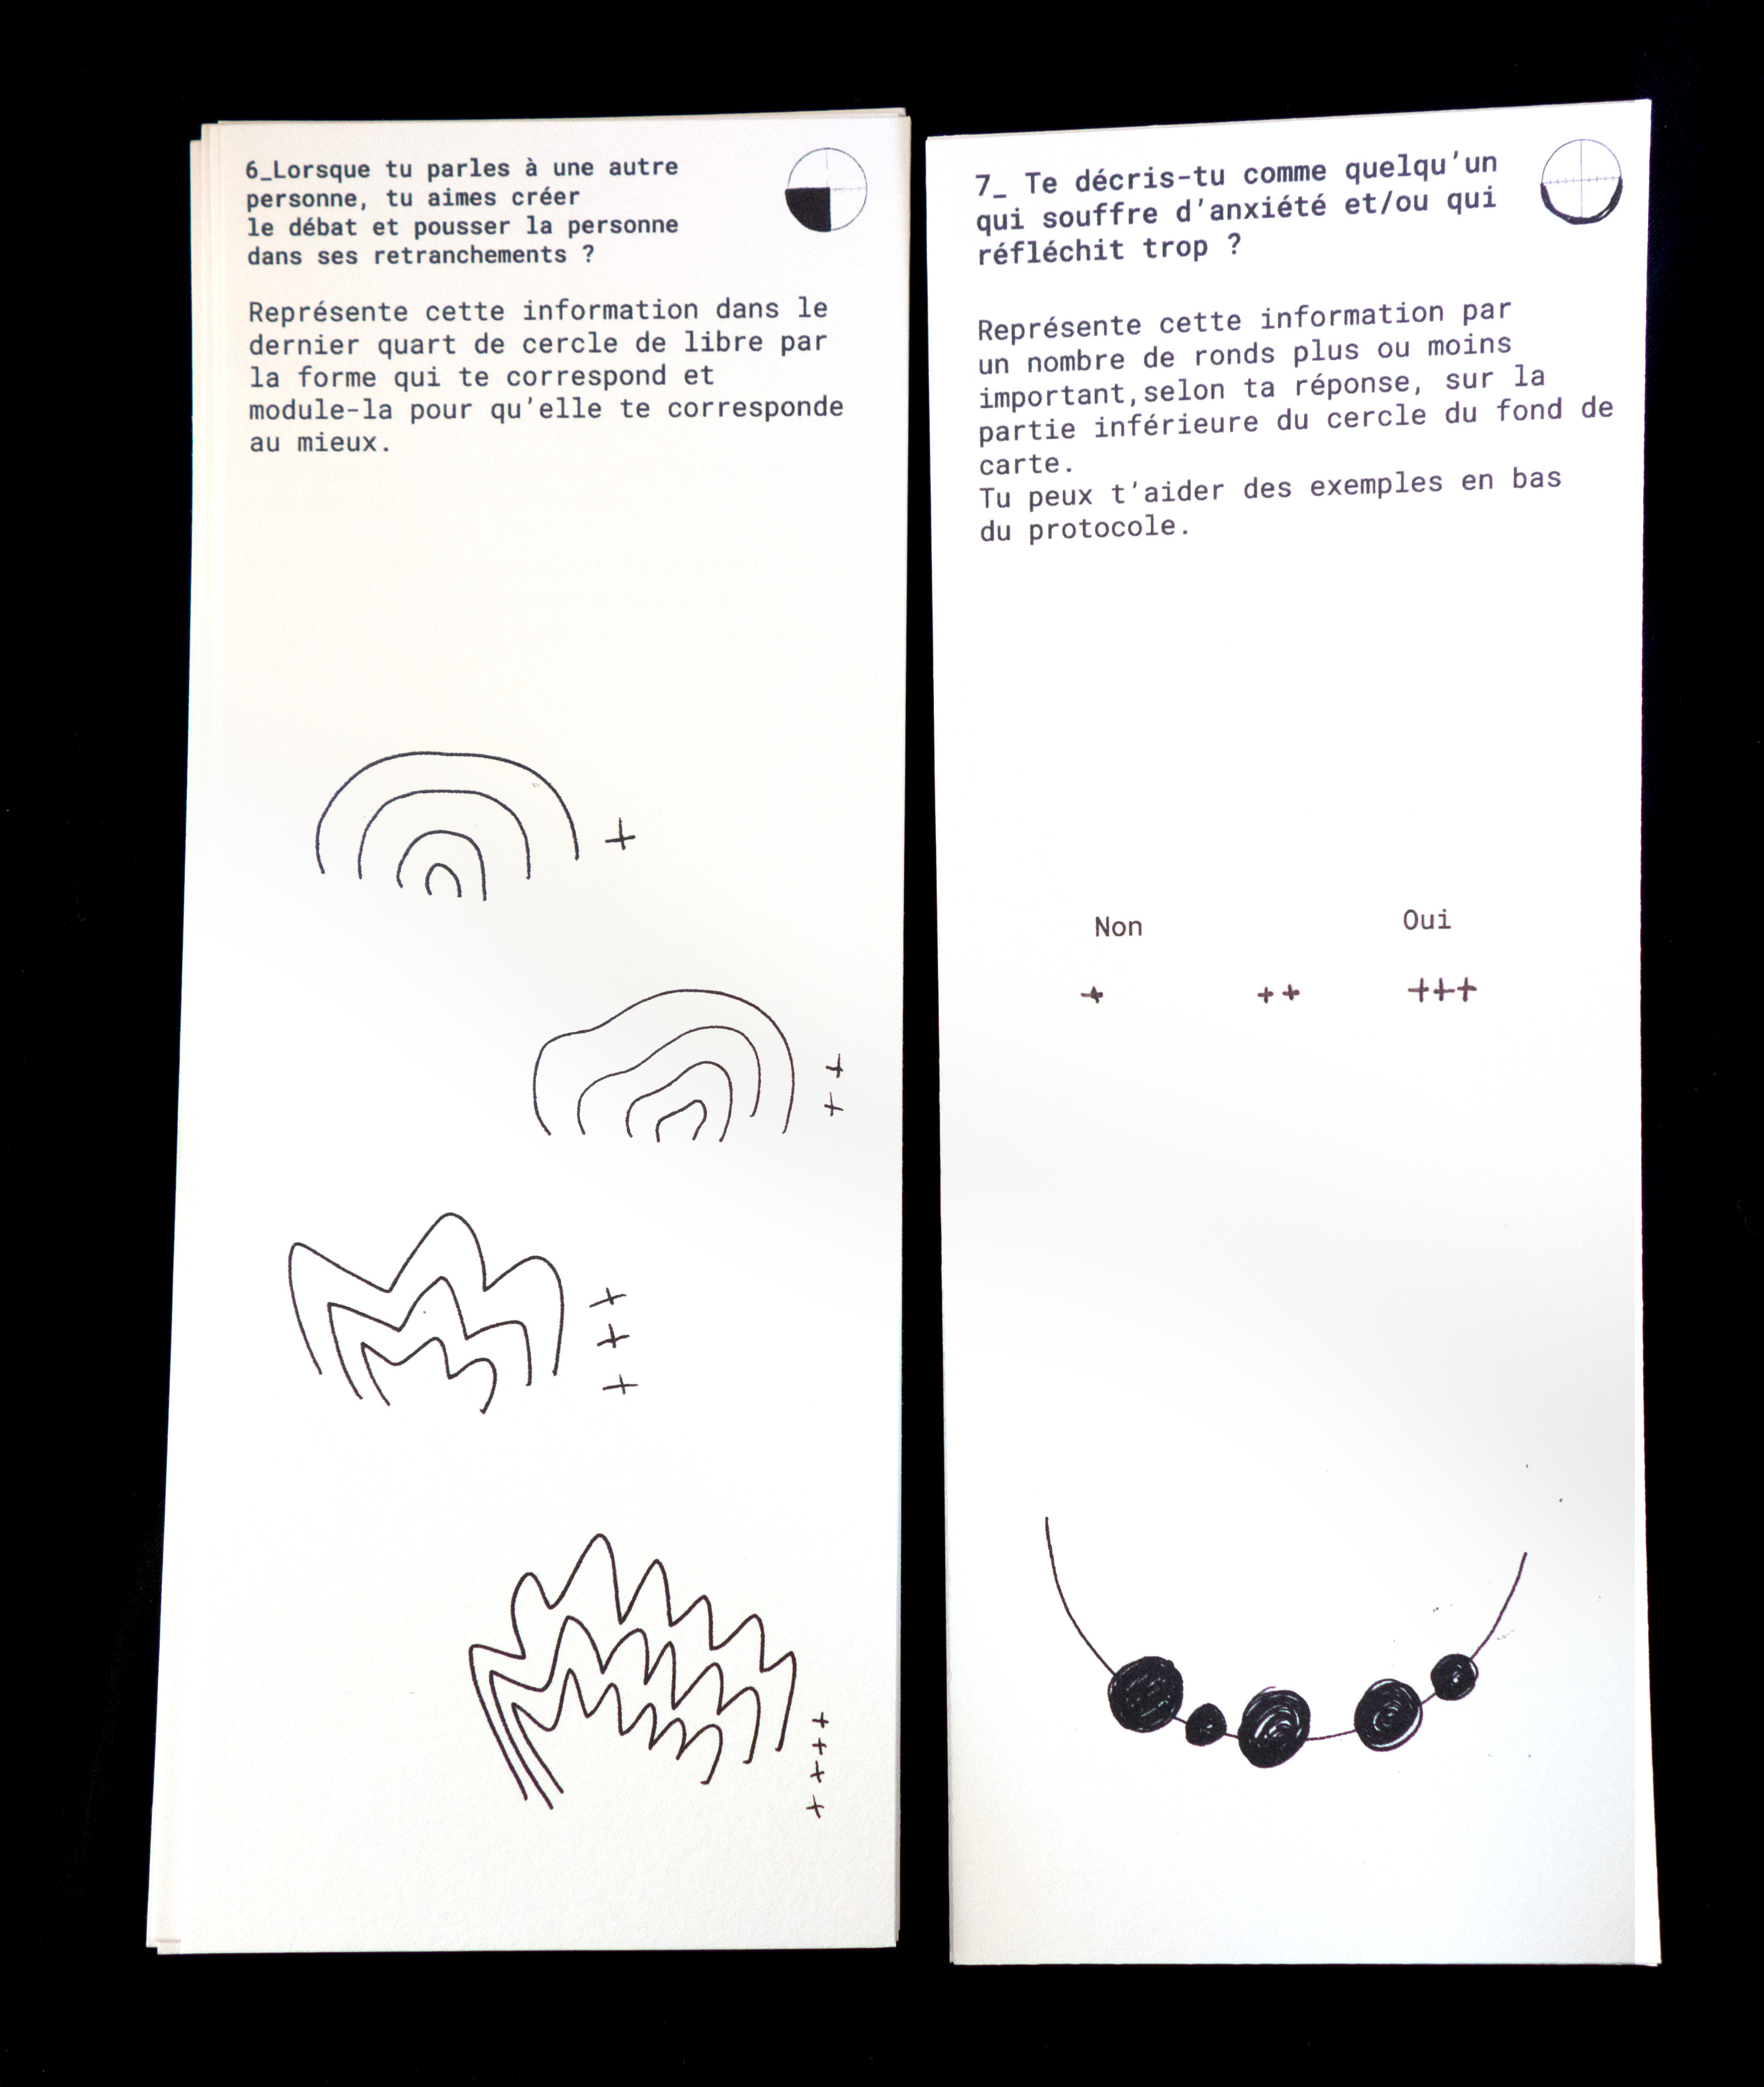 6_Lorsque tu parles à une autre
personne, tu aimes créer
le débat et pousser la personne
dans ses retranchements ?
Représente cette information dans le
dernier quart de cercle de libre par
la forme qui te correspond et
module-la pour qu'elle te corresponde
au mieux.
+
+
+
+
+
+
+
+
+
+
7_ Te décris-tu comme quelqu'un
qui souffre d'anxiété et/ou qui
réfléchit trop ?
Représente cette information par
un nombre de ronds plus ou moins
important,selon ta réponse, sur la
partie inférieure du cercle du fond de
carte.
Tu peux t'aider des exemples en bas
du protocole.
Non Oui
+ ++ +++